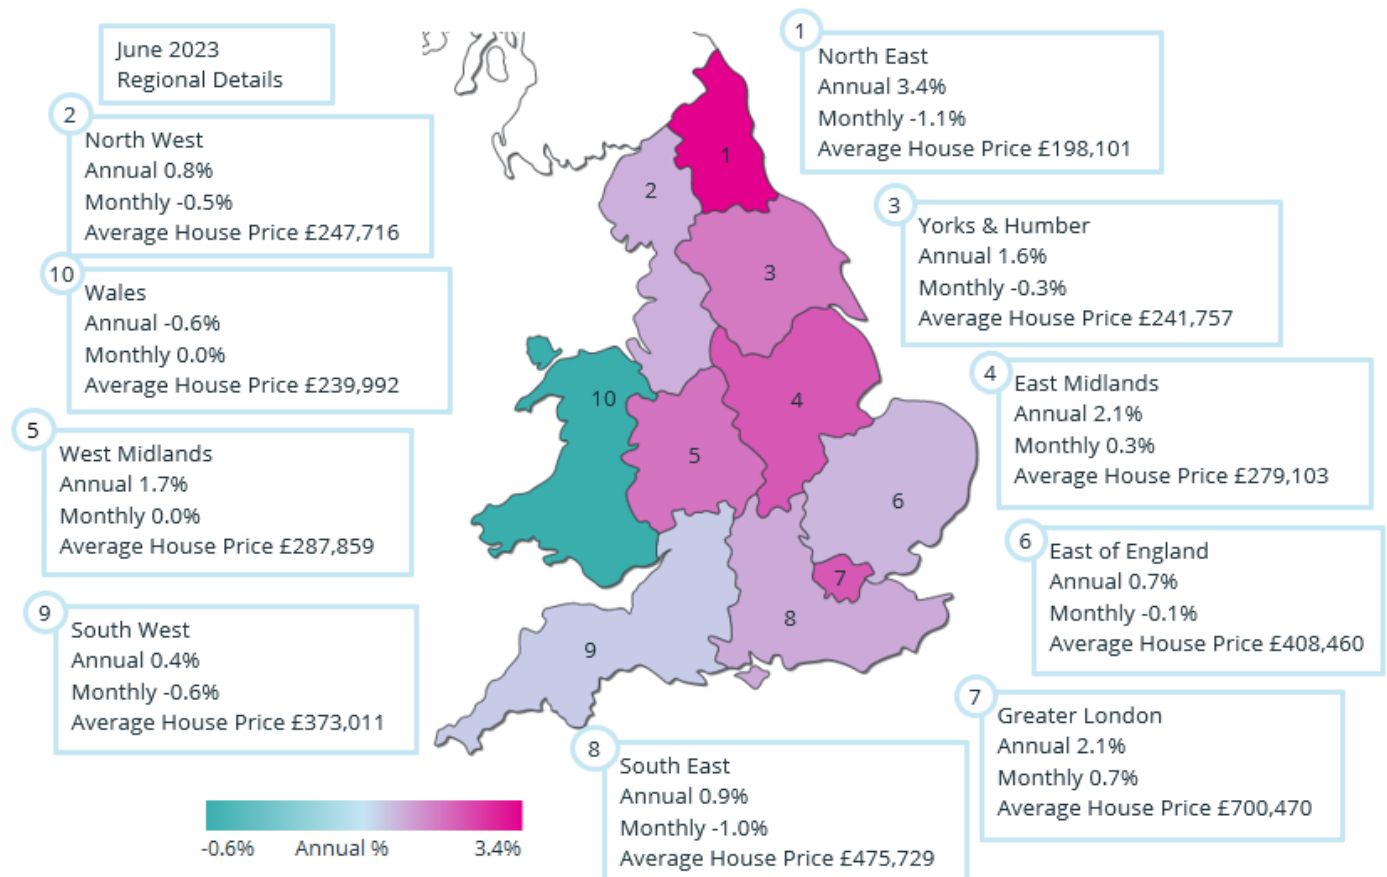 June 2023
Regional Details
1
North East
Annual 3.4%
Monthly -1.1%
Average House Price £198,101
2
North West
Annual 0.8%
Monthly -0.5%
Average House Price £247,716
3
Yorks & Humber
Annual 1.6%
Monthly -0.3%
Average House Price £241,757
10
Wales
Annual -0.6%
Monthly 0.0%
Average House Price £239,992
4
East Midlands
Annual 2.1%
Monthly 0.3%
Average House Price £279,103
5
West Midlands
Annual 1.7%
Monthly 0.0%
Average House Price £287,859
6
East of England
Annual 0.7%
Monthly -0.1%
Average House Price £408,460
9
South West
Annual 0.4%
Monthly -0.6%
Average House Price £373,011
7
Greater London
Annual 2.1%
Monthly 0.7%
Average House Price £700,470
8
South East
Annual 0.9%
Monthly -1.0%
Average House Price £475,729
1
2
3
10
4
5
6
7
8
9
-0.6% Annual % 3.4%